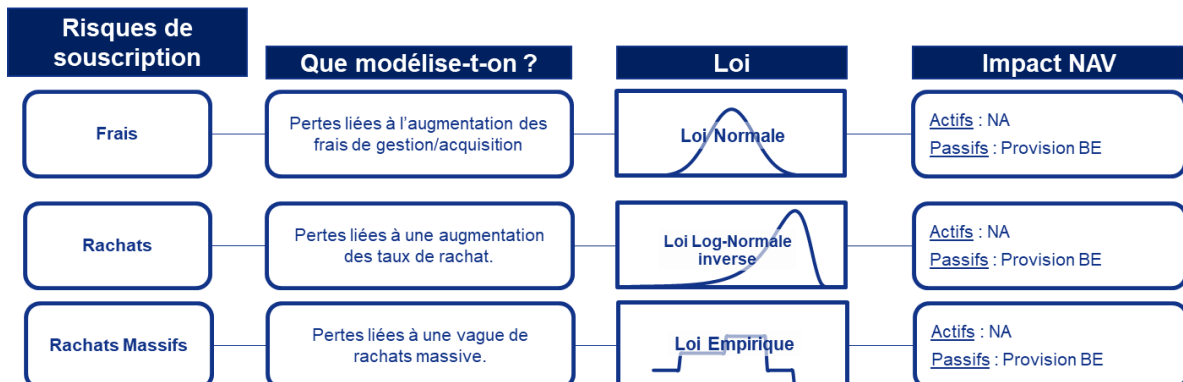 Risques de
souscription
Que modélise-t-on ?
Loi
Impact NAV
Frais
Pertes liées à l’augmentation des
frais de gestion/acquisition
Loi Normale
Actifs : NA
Passifs : Provision BE
Rachats
Pertes liées à une augmentation
des taux de rachat.
Loi Log-Normale
inverse
Actifs : NA
Passifs : Provision BE
Rachats Massifs
Pertes liées à une vague de
rachats massive.
Loi Empirique
Actifs : NA
Passifs : Provision BE